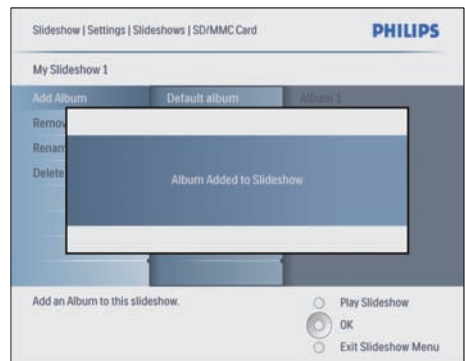 Slideshow | Settings | Slideshows | SD/MMC Card
PHILIPS
My Slideshow 1
Add Album
Default album
Album 1
Delete
Album Added to Slideshow
Add an Album to this slideshow.
Play Slideshow
OK
Exit Slideshow Menu